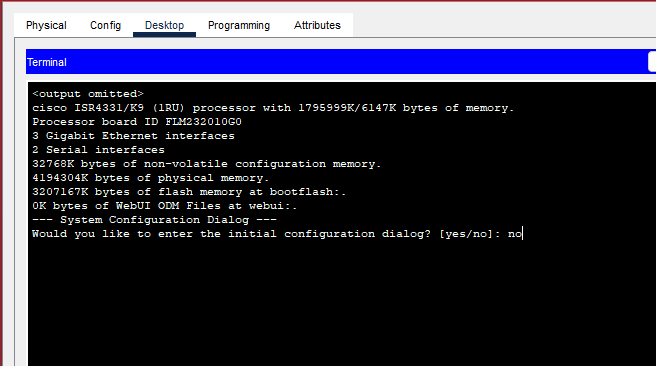 Physical Config Desktop Programming Attributes
Terminal
<output omitted>
cisco ISR4331/K9 (1RU) processor with 1795999K/6147K bytes of memory.
Processor board ID FLM232010G0
3 Gigabit Ethernet interfaces
2 Serial interfaces
32768K bytes of non-volatile configuration memory.
4194304K bytes of physical memory.
3207167K bytes of flash memory at bootflash:.
0K bytes of WebUI ODM Files at webui:.
--- System Configuration Dialog ---
Would you like to enter the initial configuration dialog? [yes/no]: no